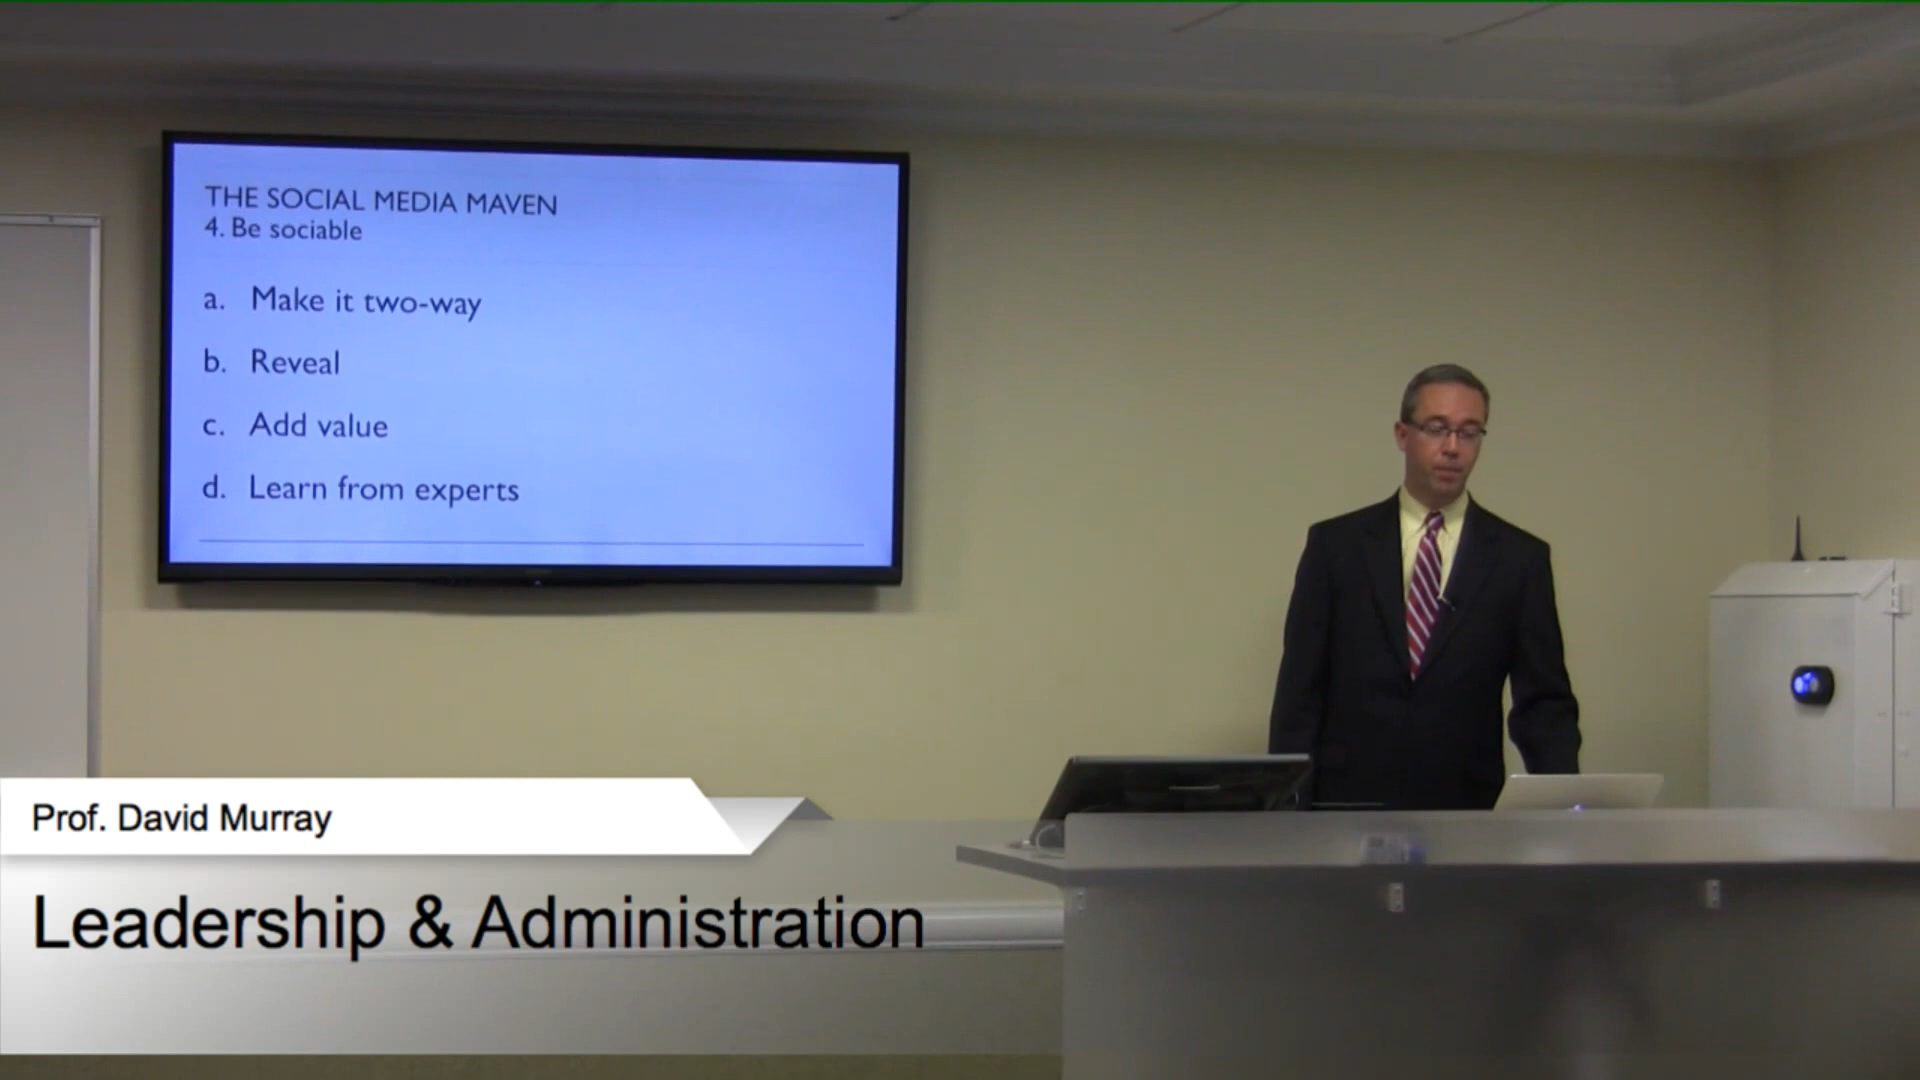 THE SOCIAL MEDIA MAVEN
4. Be sociable
a. Make it two-way
b. Reveal
c. Add value
d. Learn from experts
Prof. David Murray
Leadership & Administration